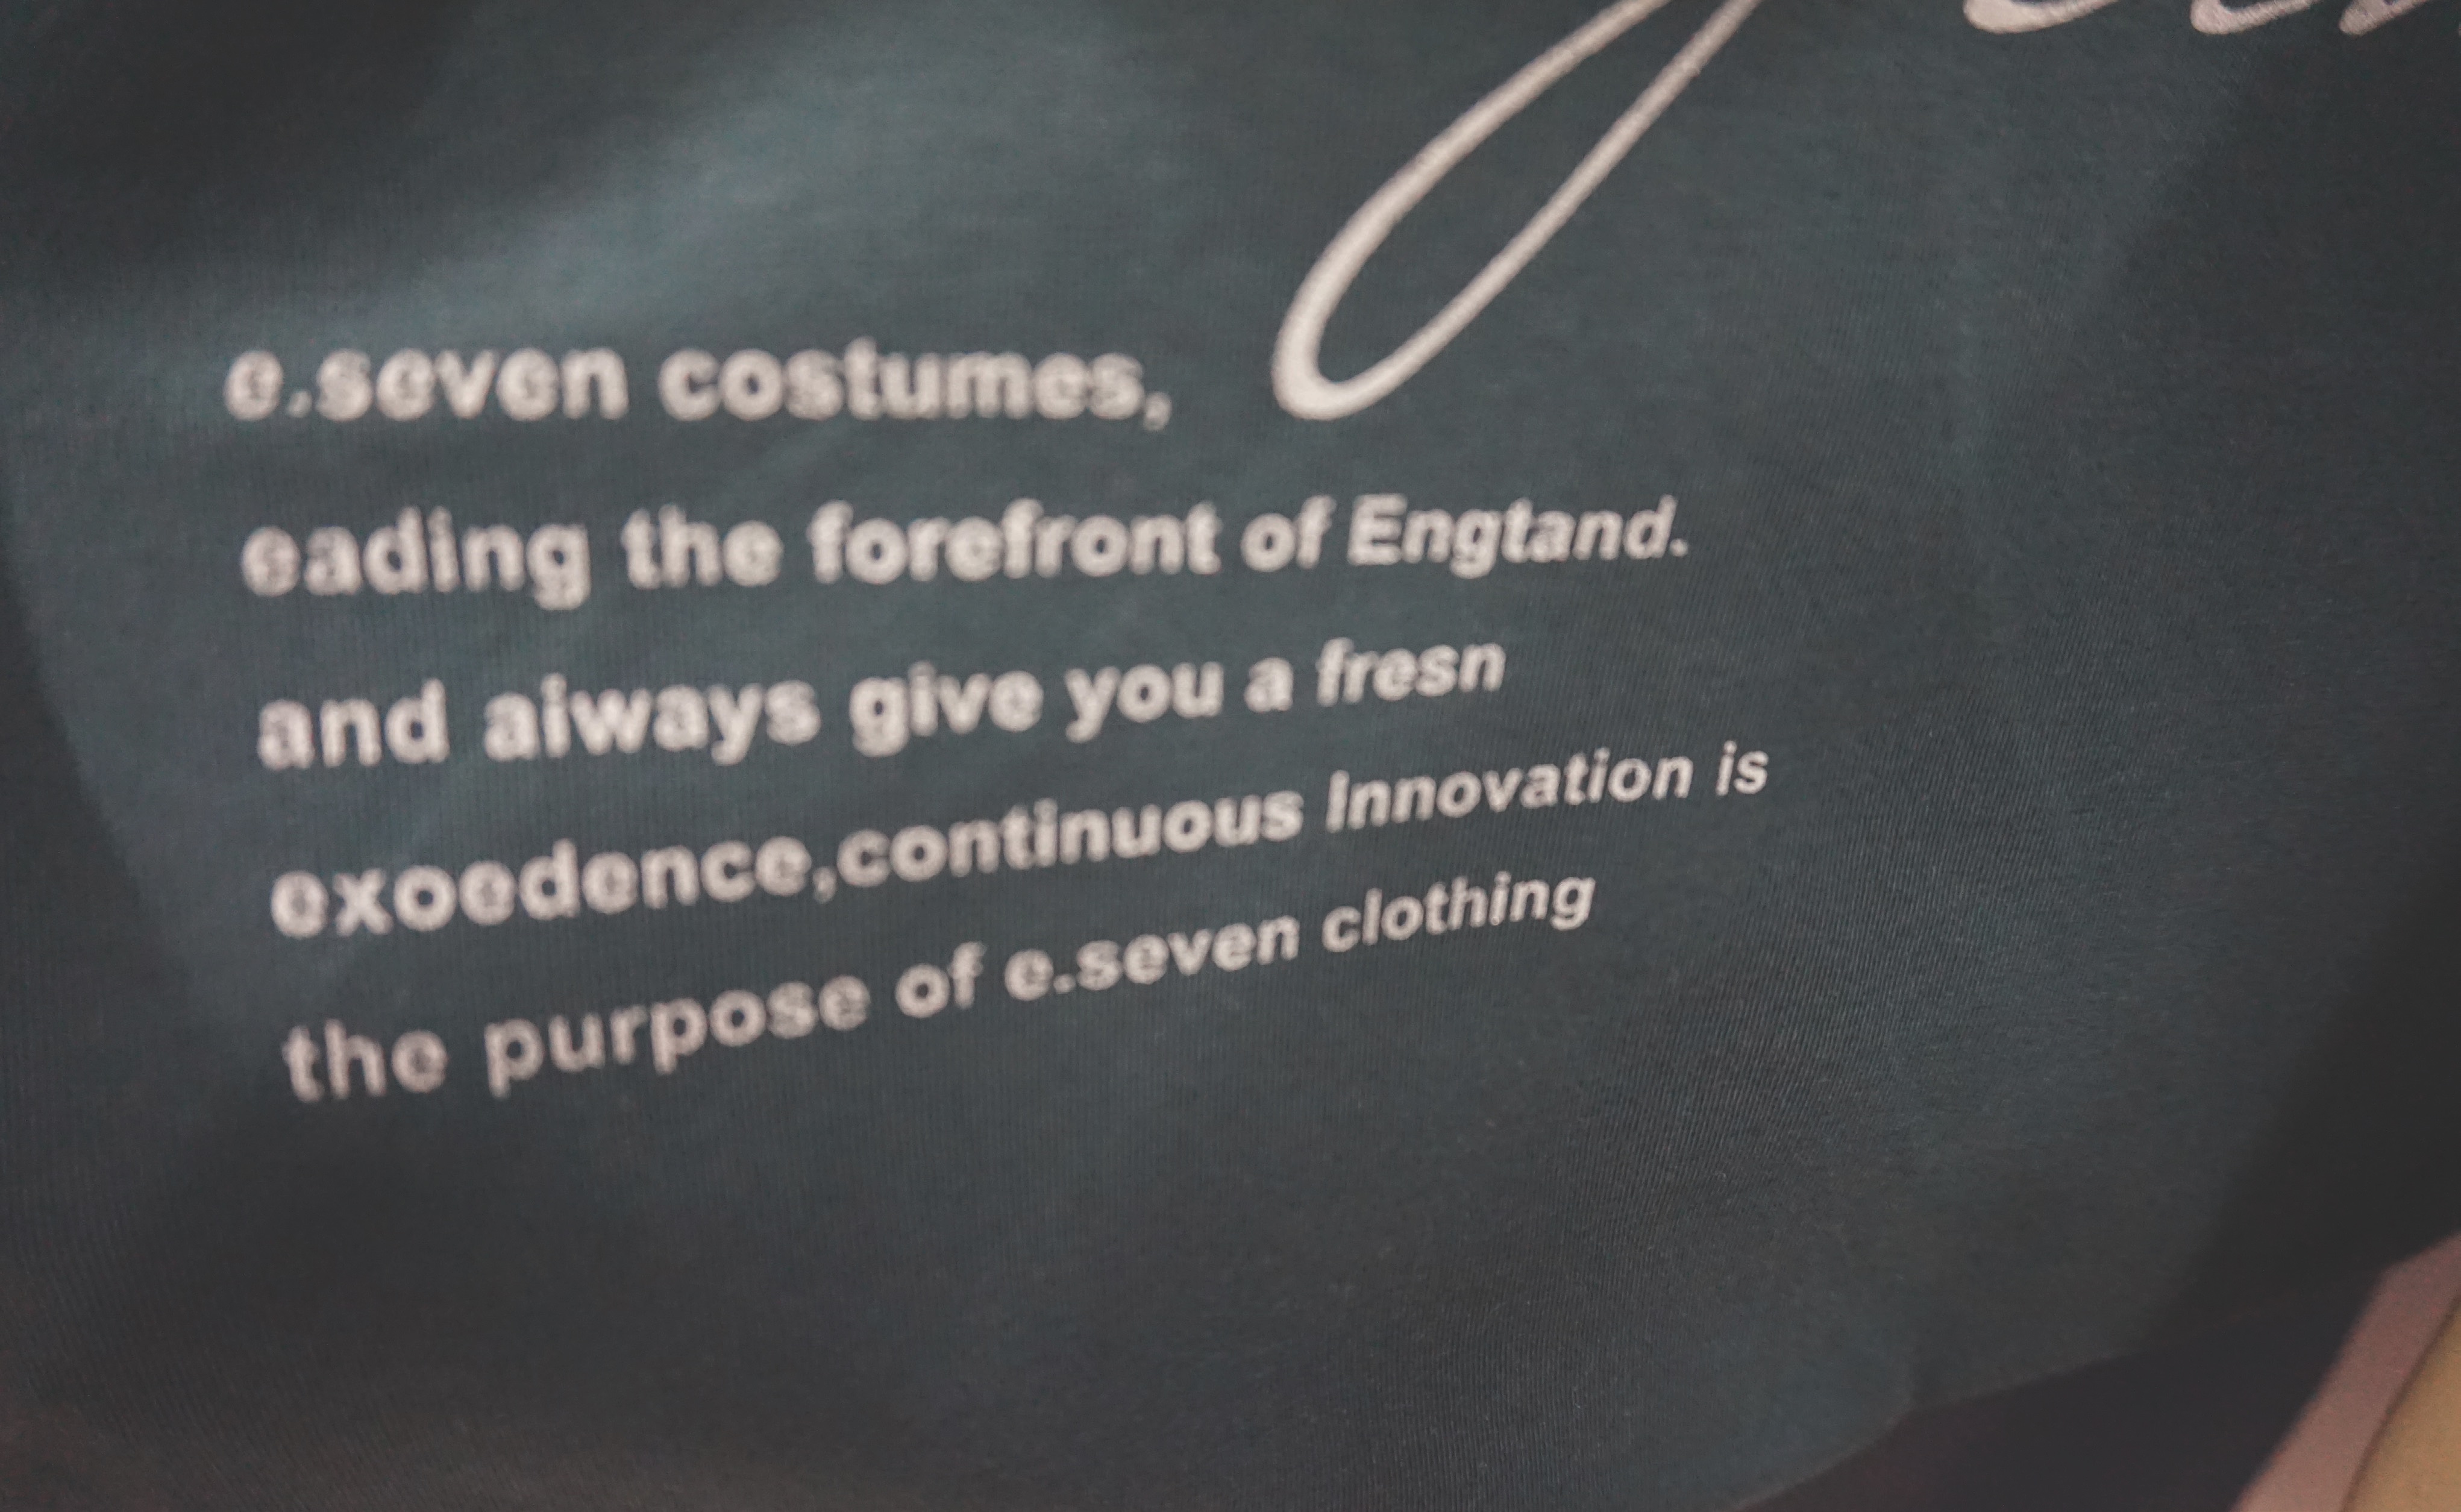 e.seven costumes,
eading the forefront of Engtand.
and aiways give you a fresn
exoedence,continuous Innovation is
the purpose of e.seven clothing